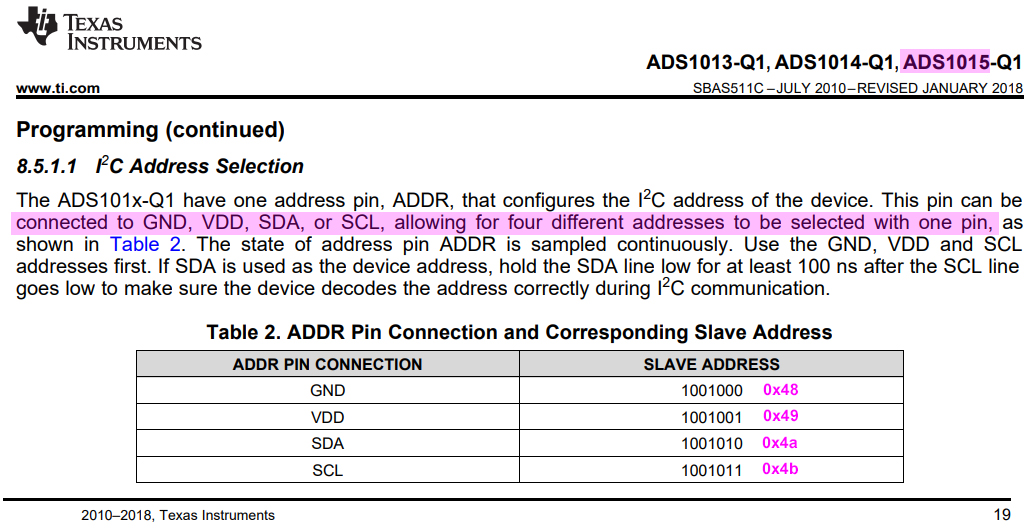 TEXAS
INSTRUMENTS
ADS1013-Q1, ADS1014-Q1, ADS1015-Q1
www.ti.com
SBAS511C – JULY 2010 – REVISED JANUARY 2018
Programming (continued)
8.5.1.1 I²C Address Selection
The ADS101x-Q1 have one address pin, ADDR, that configures the I²C address of the device. This pin can be
connected to GND, VDD, SDA, or SCL, allowing for four different addresses to be selected with one pin, as
shown in Table 2. The state of address pin ADDR is sampled continuously. Use the GND, VDD and SCL
addresses first. If SDA is used as the device address, hold the SDA line low for at least 100 ns after the SCL line
goes low to make sure the device decodes the address correctly during I²C communication.
Table 2. ADDR Pin Connection and Corresponding Slave Address
ADDR PIN CONNECTION SLAVE ADDRESS
GND 1001000 0x48
VDD 1001001 0x49
SDA 1001010 0x4a
SCL 1001011 0x4b
2010–2018, Texas Instruments 19